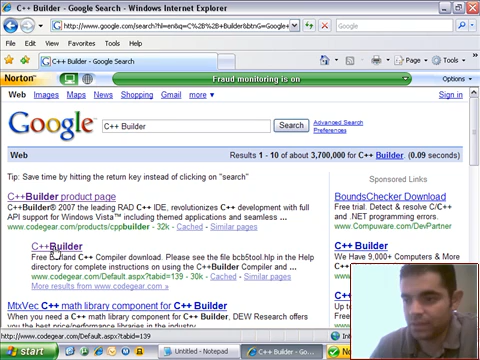 C++ Builder - Google Search - Windows Internet Explorer
http://www.google.com/search?hl=en&q=C%2B%2B+Builder&btnG=Google+
Google
File Edit View Favorites Tools Help
C++ Builder - Google Search
Page Tools
Norton
Fraud monitoring is on
Options
Web Images Maps News Shopping Gmail more ▼
Sign in
Google
C++ Builder
Search
Advanced Search
Preferences
Web
Results 1 - 10 of about 3,700,000 for C++ Builder. (0.09 seconds)
Tip: Save time by hitting the return key instead of clicking on "search"
C++Builder product page
C++Builder® 2007 the leading RAD C++ IDE, revolutionizes C++ development with full
API support for Windows Vista™ including themed applications and seamless ...
www.codegear.com/products/cppbuilder - 32k - Cached - Similar pages
C++Builder
Free Borland C++ Compiler download. Please see the file bcb5tool.hlp in the Help
directory for complete instructions on using the C++Builder Compiler and ...
www.codegear.com/Default.aspx?tabid=139 - 30k - Cached - Similar pages
More results from www.codegear.com »
MtxVec C++ math library component for C++ Builder
When you need a C++ math library component for C++ Builder, DEW Research offers
you the best price/performance libraries in the industry.
Sponsored Links
BoundsChecker Download
Free trial. Detect & resolve C/C++
and .NET programming errors.
www.Compuware.com/DevPartner
C++ Builder
We Have 9,000+ Computers & More
http://www.codegear.com/Default.aspx?tabid=139
start
Untitled - Notepad
C++ Builder - Go...
No